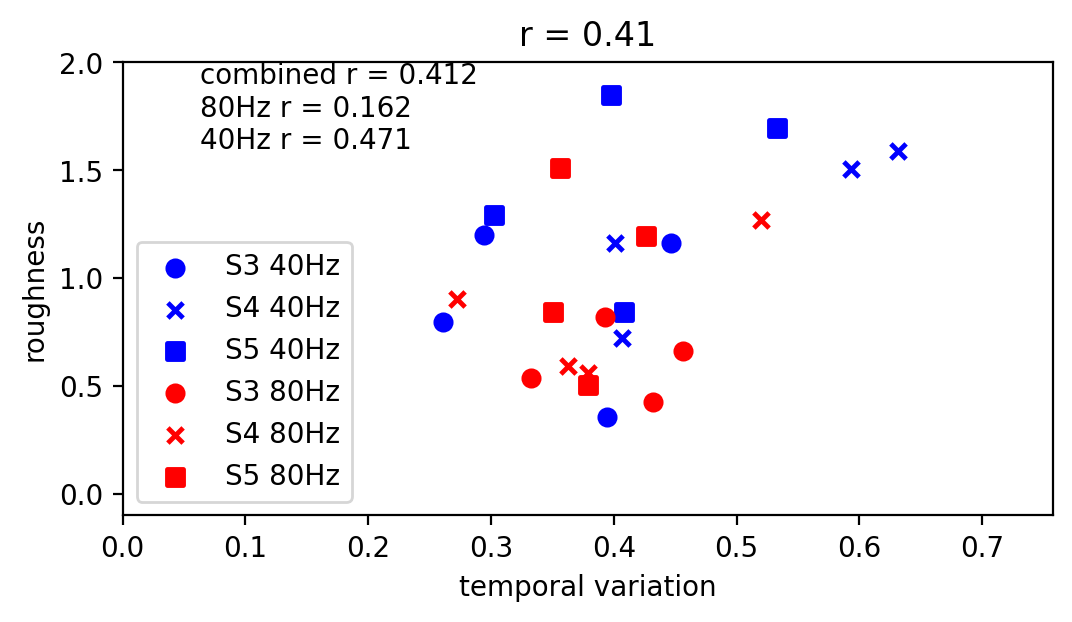 r = 0.41
combined r = 0.412
80Hz r = 0.162
40Hz r = 0.471
2.0
1.5
1.0
0.5
0.0
roughness
S3 40Hz
S4 40Hz
S5 40Hz
S3 80Hz
S4 80Hz
S5 80Hz
0.0 0.1 0.2 0.3 0.4 0.5 0.6 0.7
temporal variation